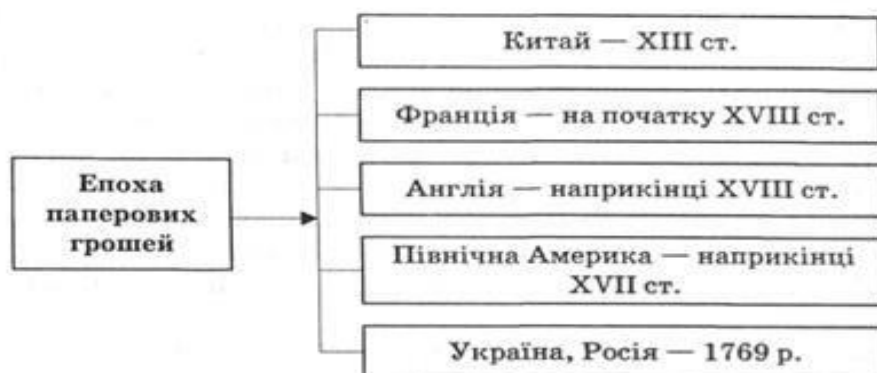 Епоха
паперових
грошей
Китай — XIII ст.
Франція — на початку XVIII ст.
Англія — наприкінці XVIII ст.
Північна Америка — наприкінці
XVII ст.
Україна, Росія — 1769 р.